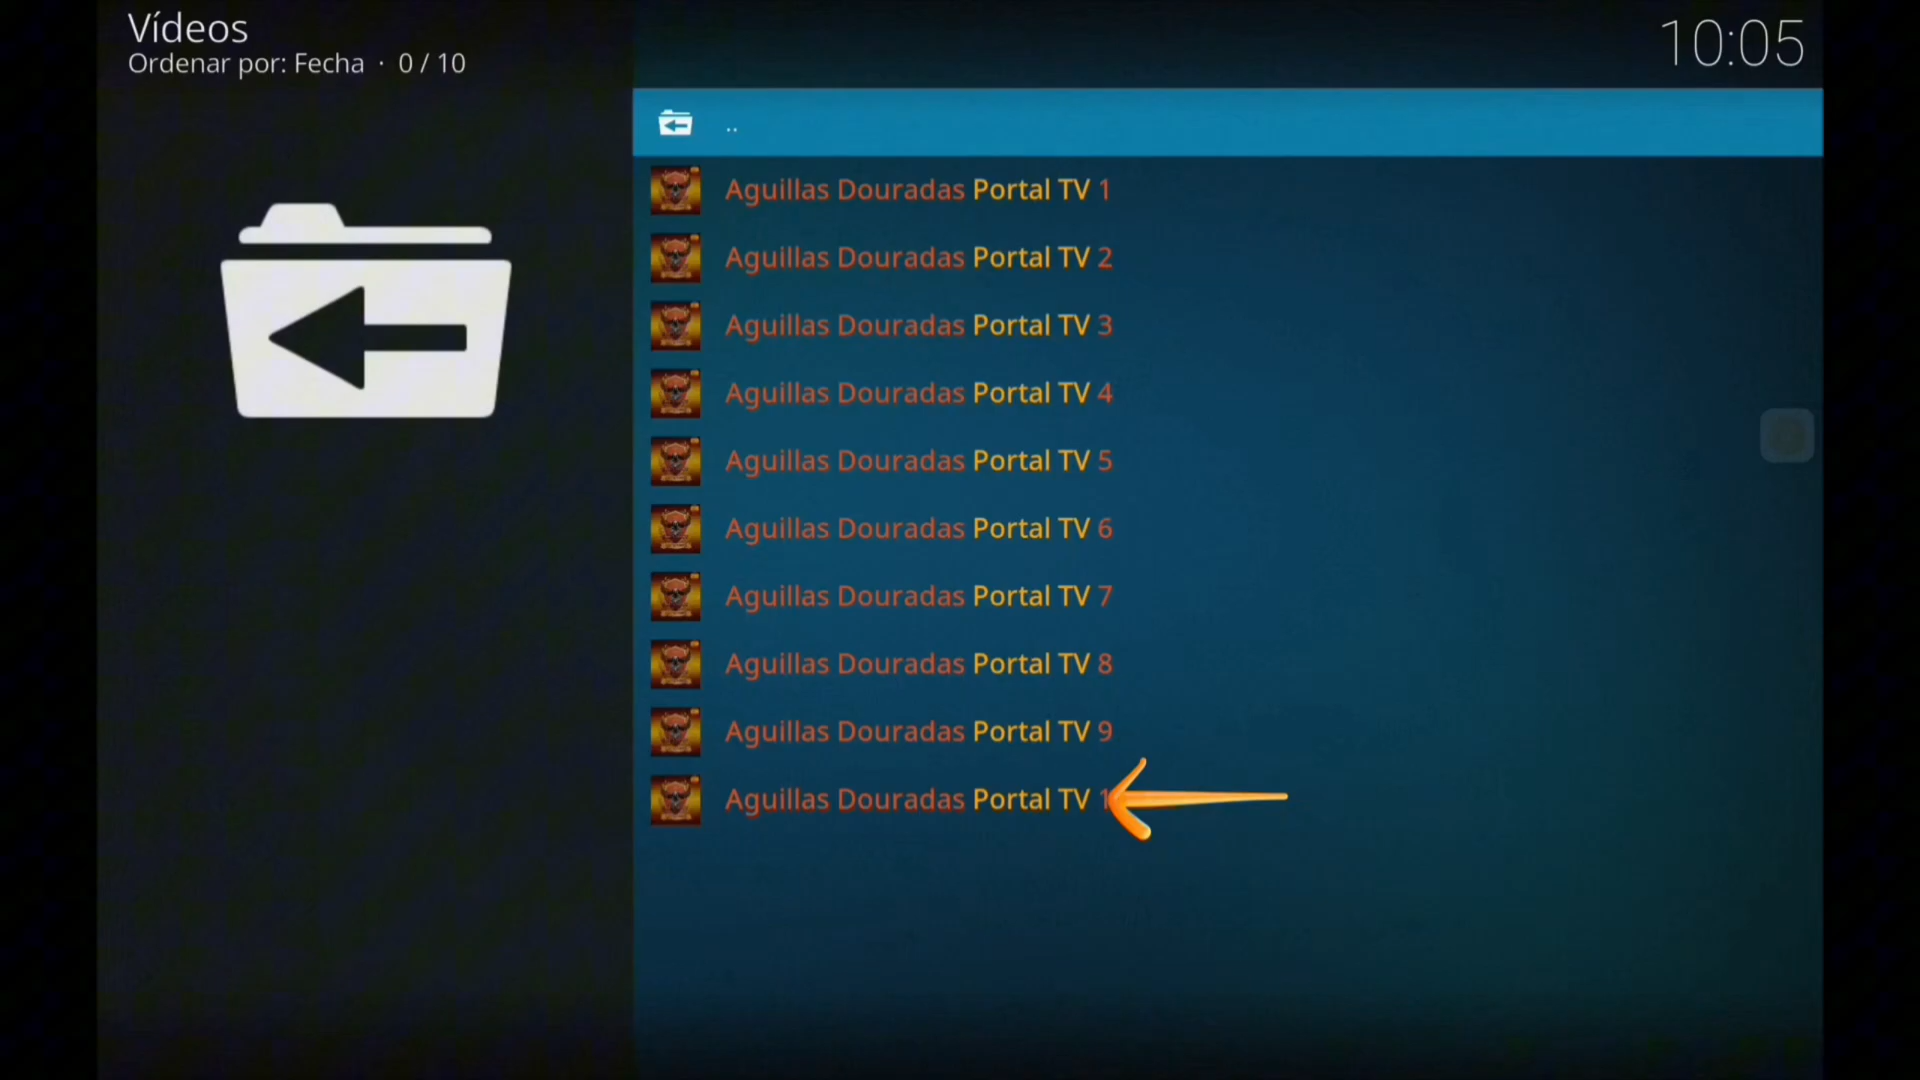 Vídeos
Ordenar por: Fecha · 0 / 10
10:05
..
Aguillas Douradas Portal TV 1
Aguillas Douradas Portal TV 2
Aguillas Douradas Portal TV 3
Aguillas Douradas Portal TV 4
Aguillas Douradas Portal TV 5
Aguillas Douradas Portal TV 6
Aguillas Douradas Portal TV 7
Aguillas Douradas Portal TV 8
Aguillas Douradas Portal TV 9
Aguillas Douradas Portal TV